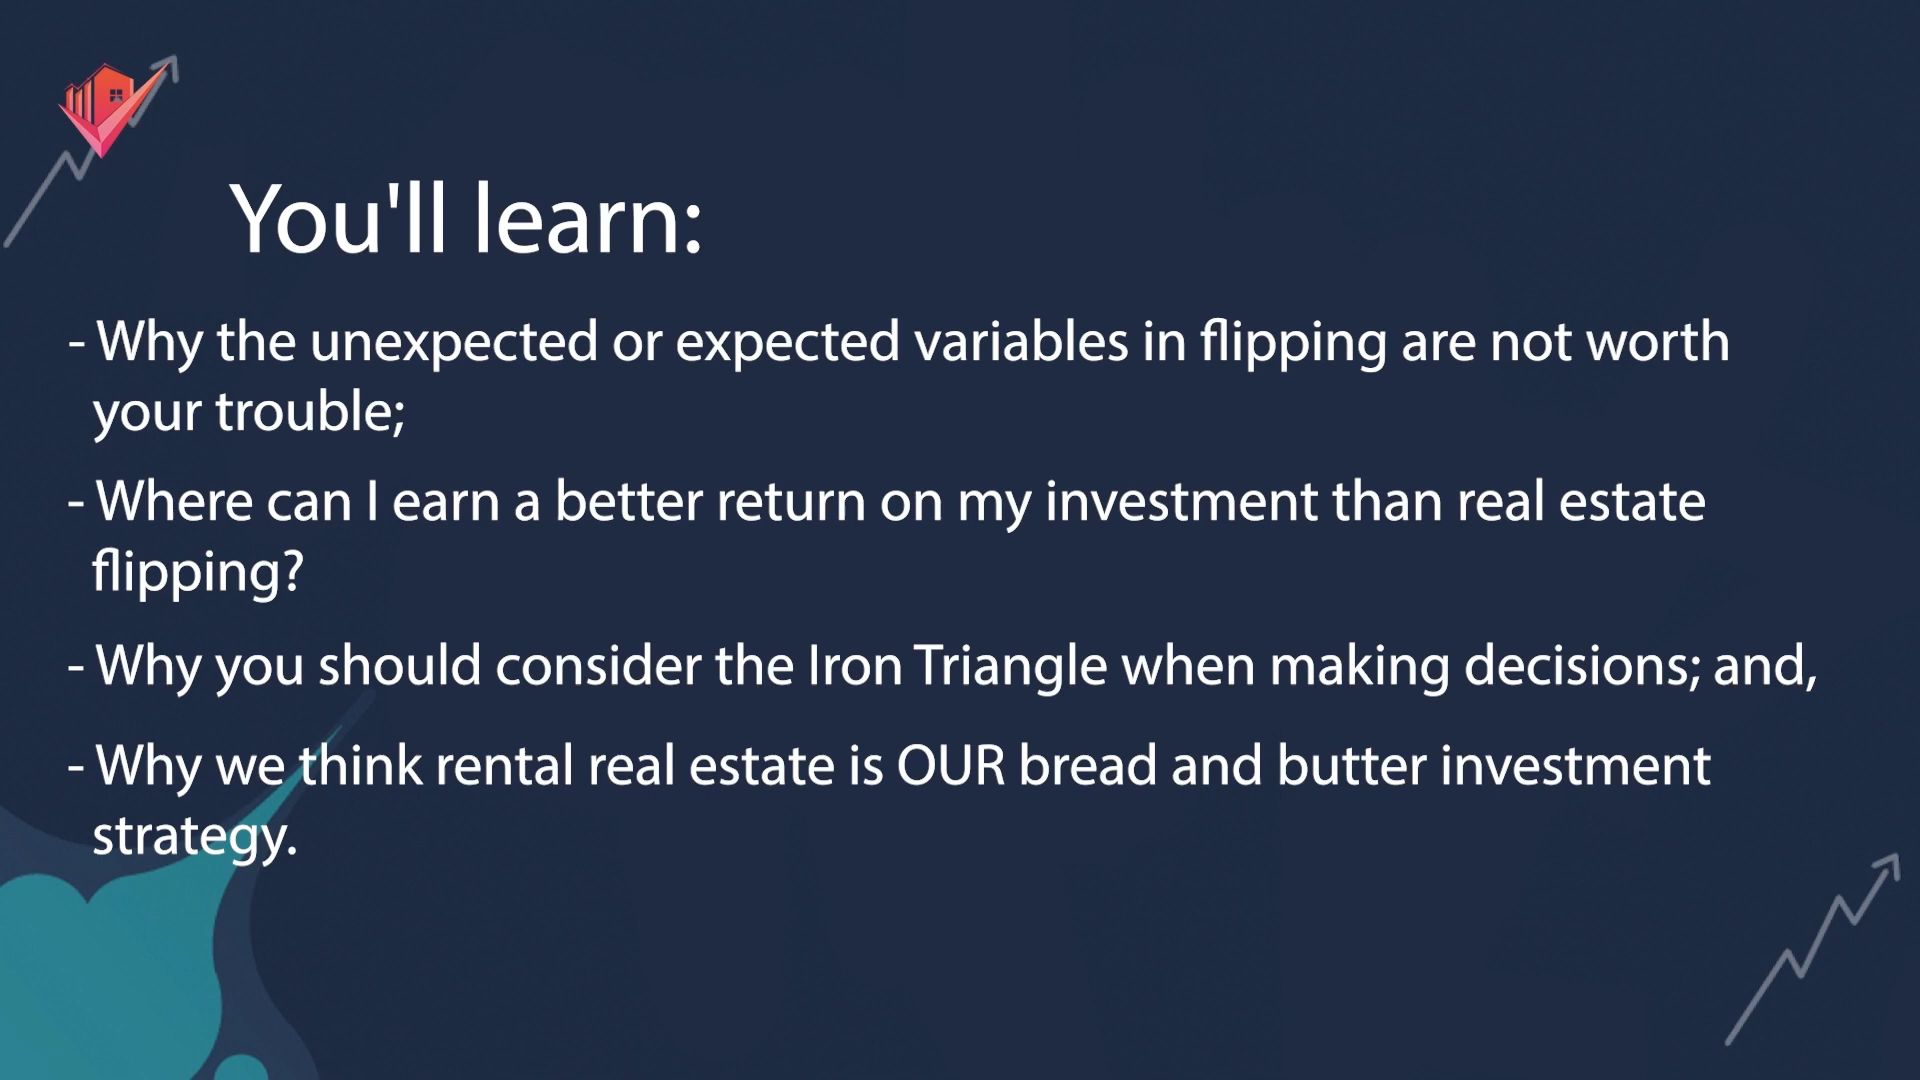 You'll learn:
- Why the unexpected or expected variables in flipping are not worth
your trouble;
- Where can I earn a better return on my investment than real estate
flipping?
- Why you should consider the Iron Triangle when making decisions; and,
- Why we think rental real estate is OUR bread and butter investment
strategy.